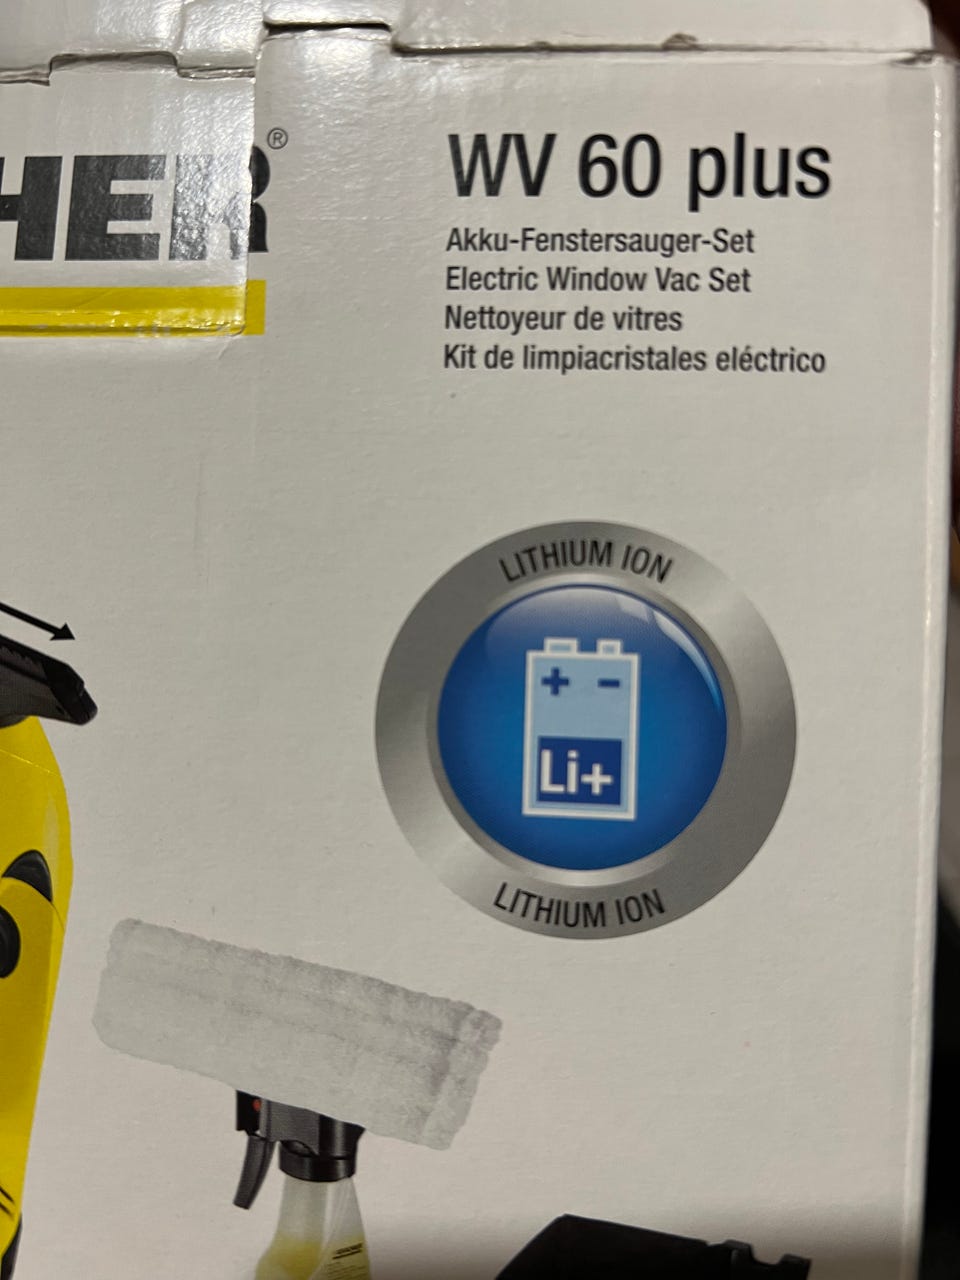 HER®
WV 60 plus
Akku-Fenstersauger-Set
Electric Window Vac Set
Nettoyeur de vitres
Kit de limpiacristales eléctrico
LITHIUM ION
+ -
Li+
LITHIUM ION